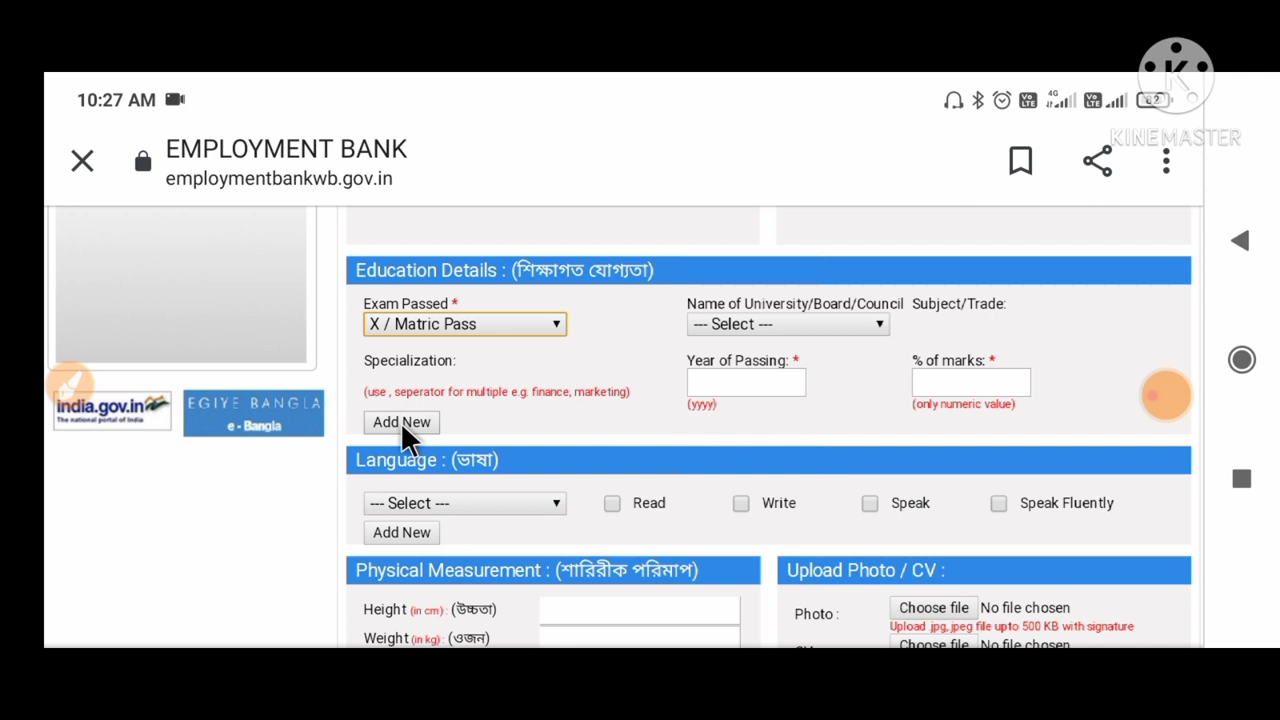 10:27 AM
4G
82
KINEMASTER
EMPLOYMENT BANK
employmentbankwb.gov.in
Education Details : (শিক্ষাগত যোগ্যতা)
Exam Passed * Name of University/Board/Council Subject/Trade:
X / Matric Pass --- Select ---
Specialization: Year of Passing: * % of marks: *
(use , seperator for multiple e.g. finance, marketing) (yyyy) (only numeric value)
Add New
india.gov.in
The national portal of India
EGIYE BANGLA
e - Bangla
Language : (ভাষা)
--- Select --- Read Write Speak Speak Fluently
Add New
Physical Measurement : (শারিরীক পরিমাপ) Upload Photo / CV :
Height (in cm) : (উচ্চতা) Photo : Choose file No file chosen
Upload jpg, jpeg file upto 500 KB with signature
Weight (in kg) : (ওজন) Choose file No file chosen